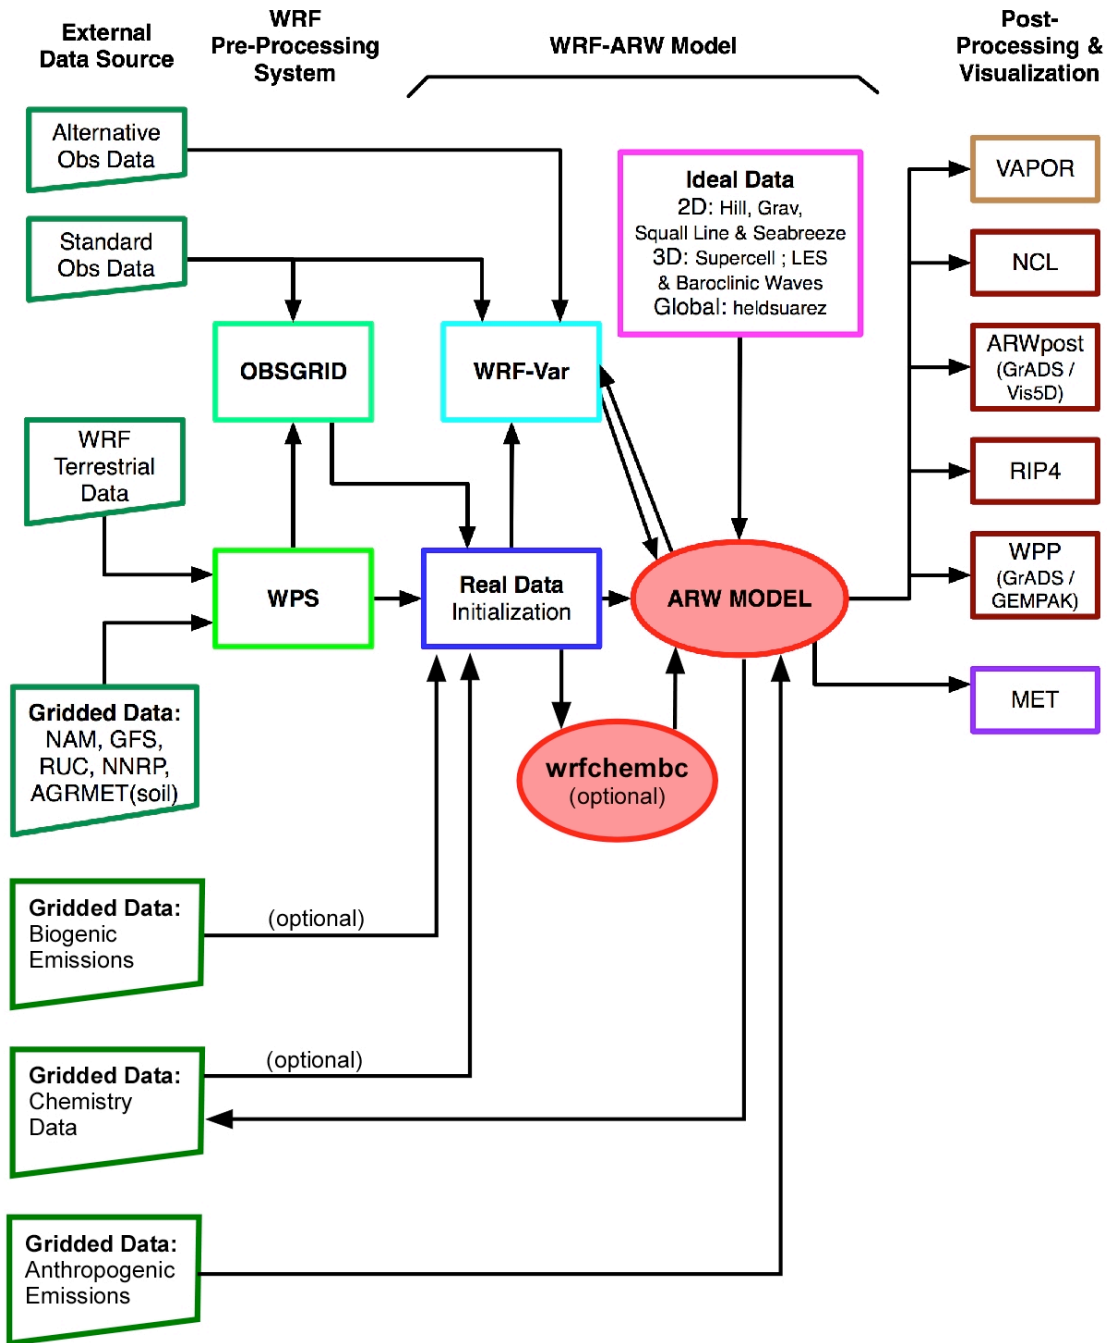 External
Data Source
WRF
Pre-Processing
System
WRF-ARW Model
Post-
Processing &
Visualization
Alternative
Obs Data
Standard
Obs Data
WRF
Terrestrial
Data
Gridded Data:
NAM, GFS,
RUC, NNRP,
AGRMET(soil)
Gridded Data:
Biogenic
Emissions
(optional)
Gridded Data:
Chemistry
Data
(optional)
Gridded Data:
Anthropogenic
Emissions
OBSGRID
WPS
WRF-Var
Real Data
Initialization
Ideal Data
2D: Hill, Grav,
Squall Line & Seabreeze
3D: Supercell ; LES
& Baroclinic Waves
Global: heldsuarez
ARW MODEL
wrfchembc
(optional)
VAPOR
NCL
ARWpost
(GrADS /
Vis5D)
RIP4
WPP
(GrADS /
GEMPAK)
MET